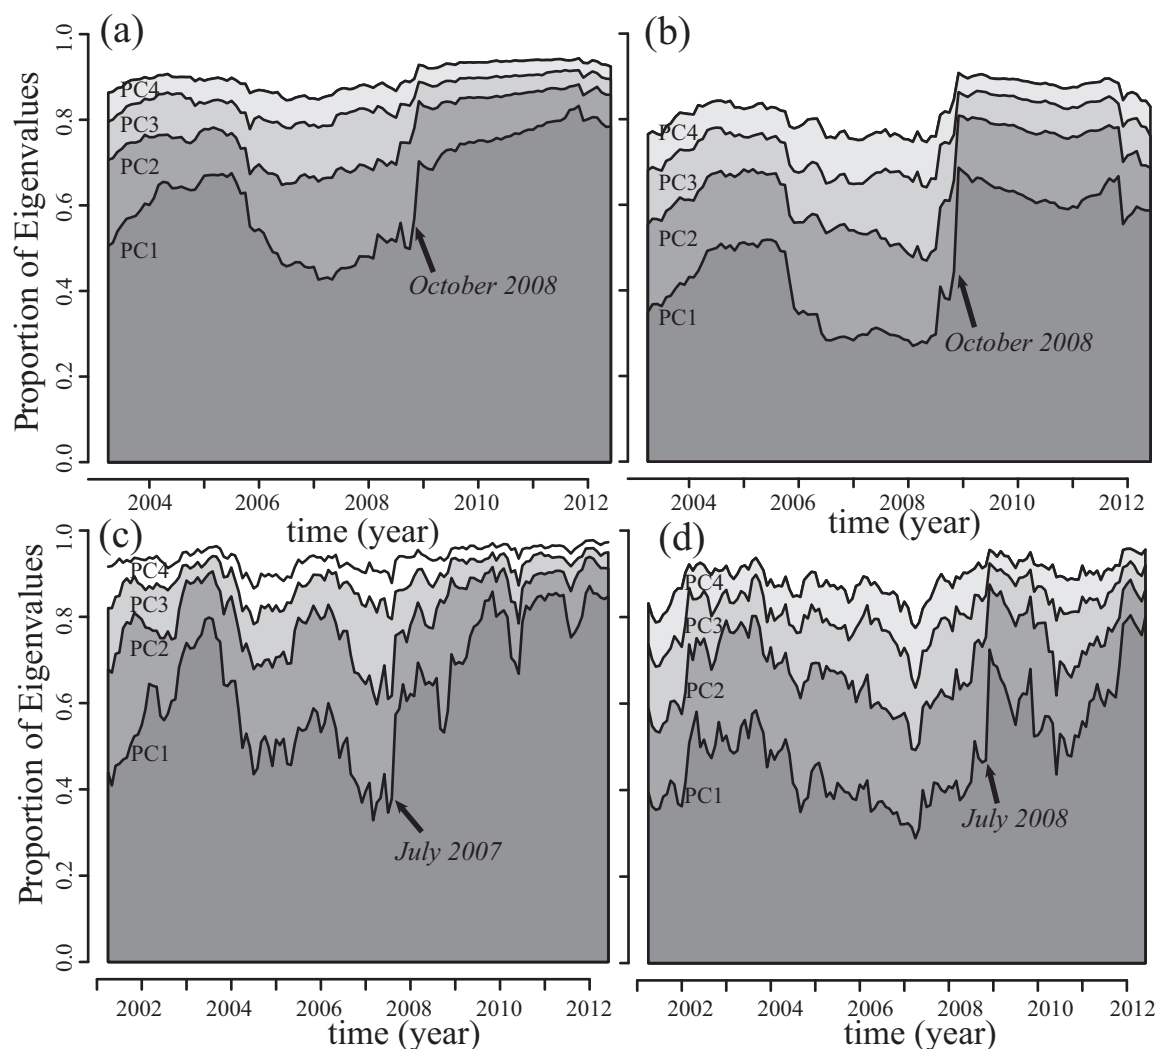 (a)
(b)
Proportion of Eigenvalues
0.0 0.2 0.4 0.6 0.8 1.0
PC4
PC3
PC2
PC1
October 2008
PC4
PC3
PC2
PC1
October 2008
2004 2006 2008 2010 2012
time (year)
2004 2006 2008 2010 2012
time (year)
(c)
(d)
Proportion of Eigenvalues
0.0 0.2 0.4 0.6 0.8 1.0
PC4
PC3
PC2
PC1
July 2007
PC4
PC3
PC2
PC1
July 2008
2002 2004 2006 2008 2010 2012
time (year)
2002 2004 2006 2008 2010 2012
time (year)